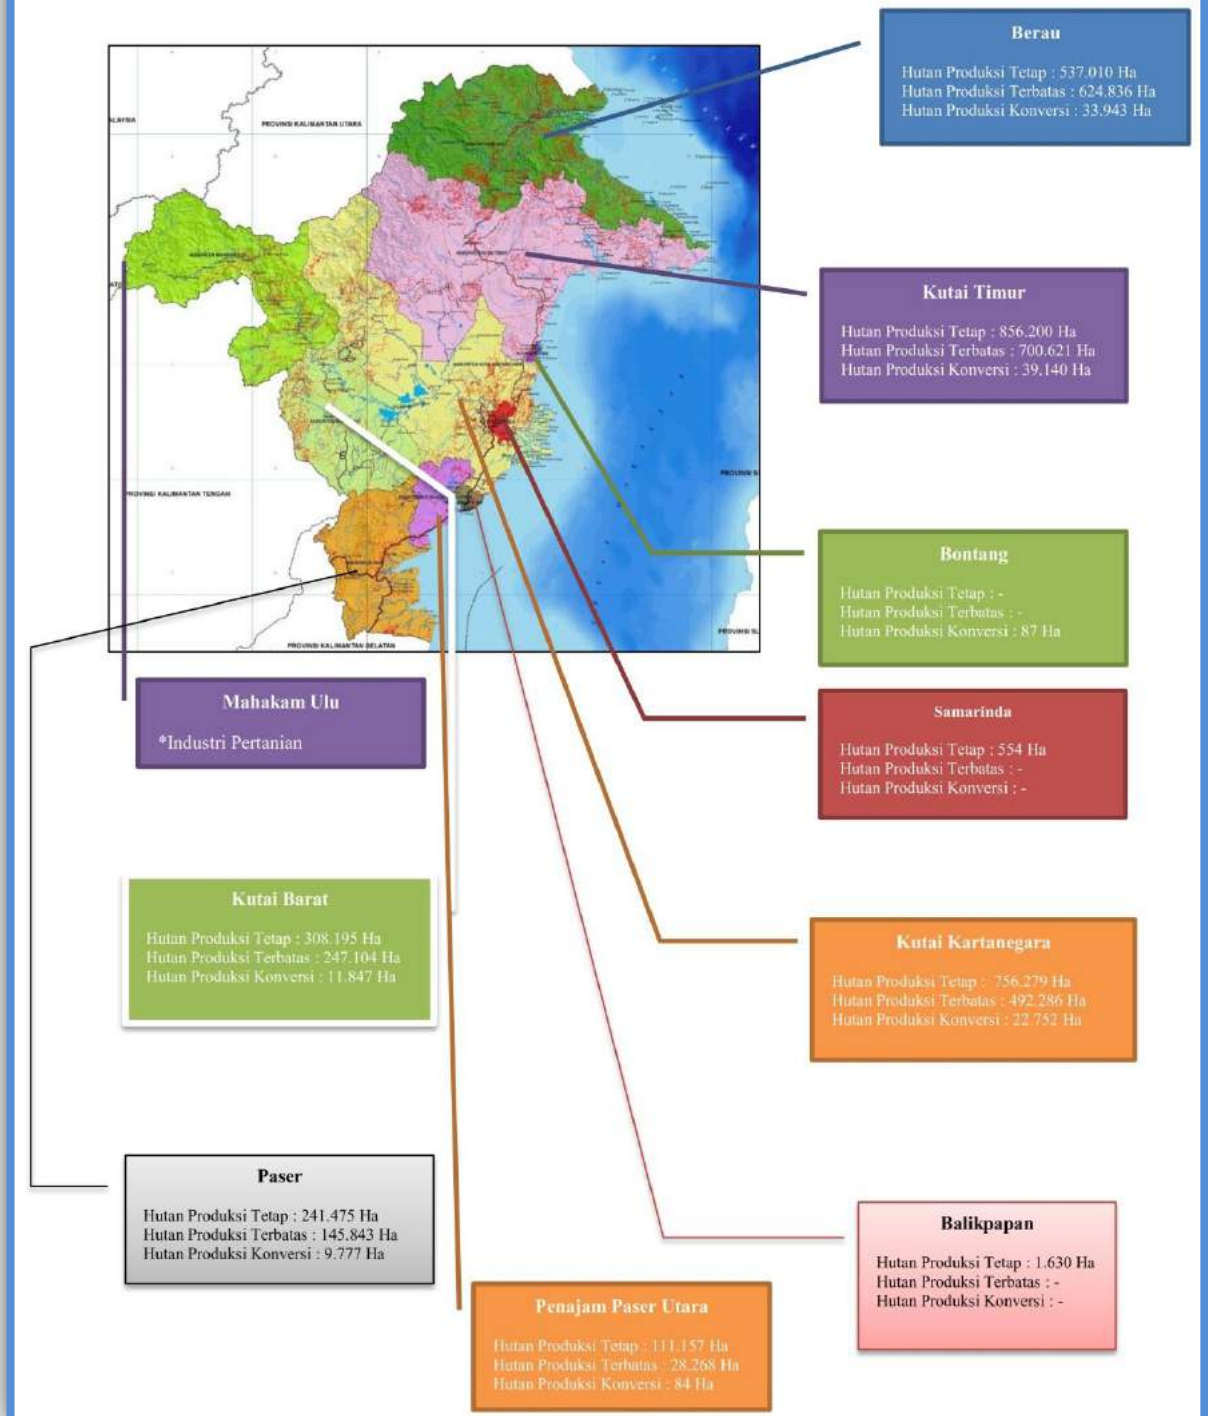 Berau
Hutan Produksi Tetap : 537.010 Ha
Hutan Produksi Terbatas : 624.836 Ha
Hutan Produksi Konversi : 33.943 Ha
PROVINSI KALIMANTAN UTARA
Kutai Timur
Hutan Produksi Tetap : 856.200 Ha
Hutan Produksi Terbatas : 700.621 Ha
Hutan Produksi Konversi : 39.140 Ha
PROVINSI KALIMANTAN TENGAH
Bontang
Hutan Produksi Tetap : -
Hutan Produksi Terbatas : -
Hutan Produksi Konversi : 87 Ha
PROVINSI KALIMANTAN SELATAN
Mahakam Ulu
*Industri Pertanian
Samarinda
Hutan Produksi Tetap : 554 Ha
Hutan Produksi Terbatas : -
Hutan Produksi Konversi : -
Kutai Barat
Hutan Produksi Tetap : 308.195 Ha
Hutan Produksi Terbatas : 247.104 Ha
Hutan Produksi Konversi : 11.847 Ha
Kutai Kartanegara
Hutan Produksi Tetap : 756.279 Ha
Hutan Produksi Terbatas : 492.286 Ha
Hutan Produksi Konversi : 22.752 Ha
Paser
Hutan Produksi Tetap : 241.475 Ha
Hutan Produksi Terbatas : 145.843 Ha
Hutan Produksi Konversi : 9.777 Ha
Balikpapan
Hutan Produksi Tetap : 1.630 Ha
Hutan Produksi Terbatas : -
Hutan Produksi Konversi : -
Penajam Paser Utara
Hutan Produksi Tetap : 111.157 Ha
Hutan Produksi Terbatas : 28.268 Ha
Hutan Produksi Konversi : 84 Ha